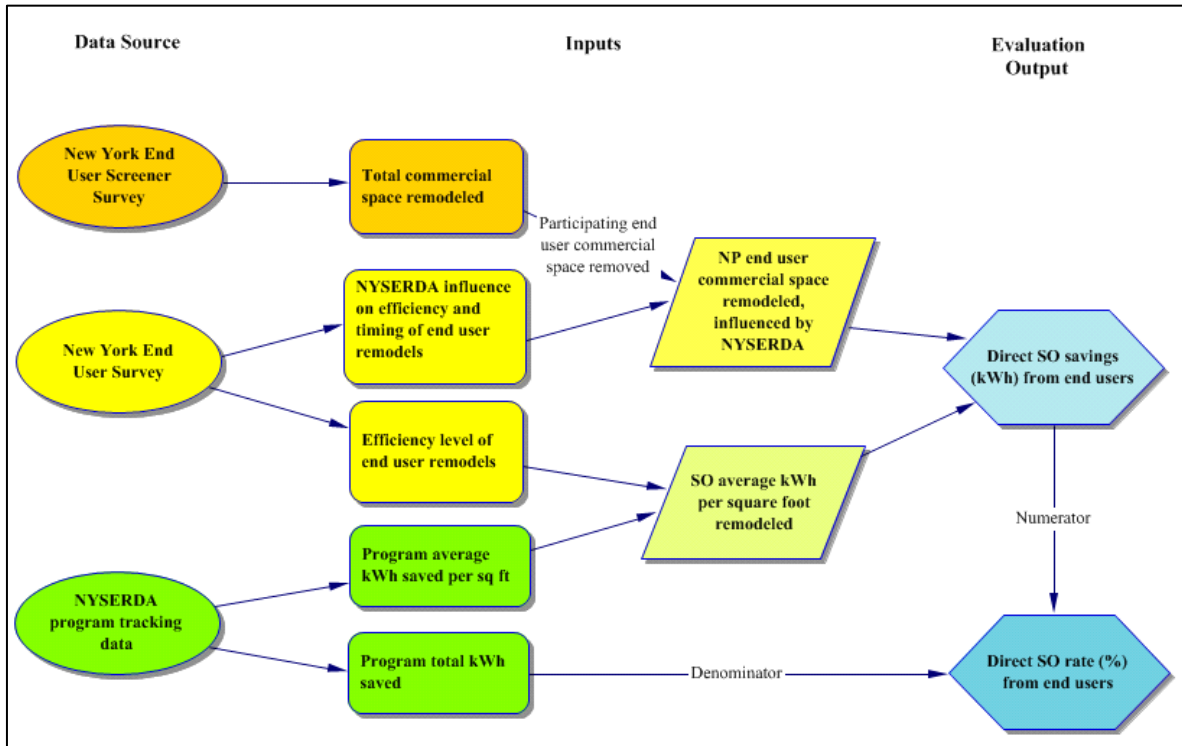 Data Source
Inputs
Evaluation
Output
New York End
User Screener
Survey
Total commercial
space remodeled
Participating end
user commercial
space removed
NYSERDA influence
on efficiency and
timing of end user
remodels
NP end user
commercial space
remodeled,
influenced by
NYSERDA
New York End
User Survey
Direct SO savings
(kWh) from end users
Efficiency level of
end user remodels
SO average kWh
per square foot
remodeled
Numerator
Program average
kWh saved per sq ft
NYSERDA
program tracking
data
Program total kWh
saved
Denominator
Direct SO rate (%)
from end users